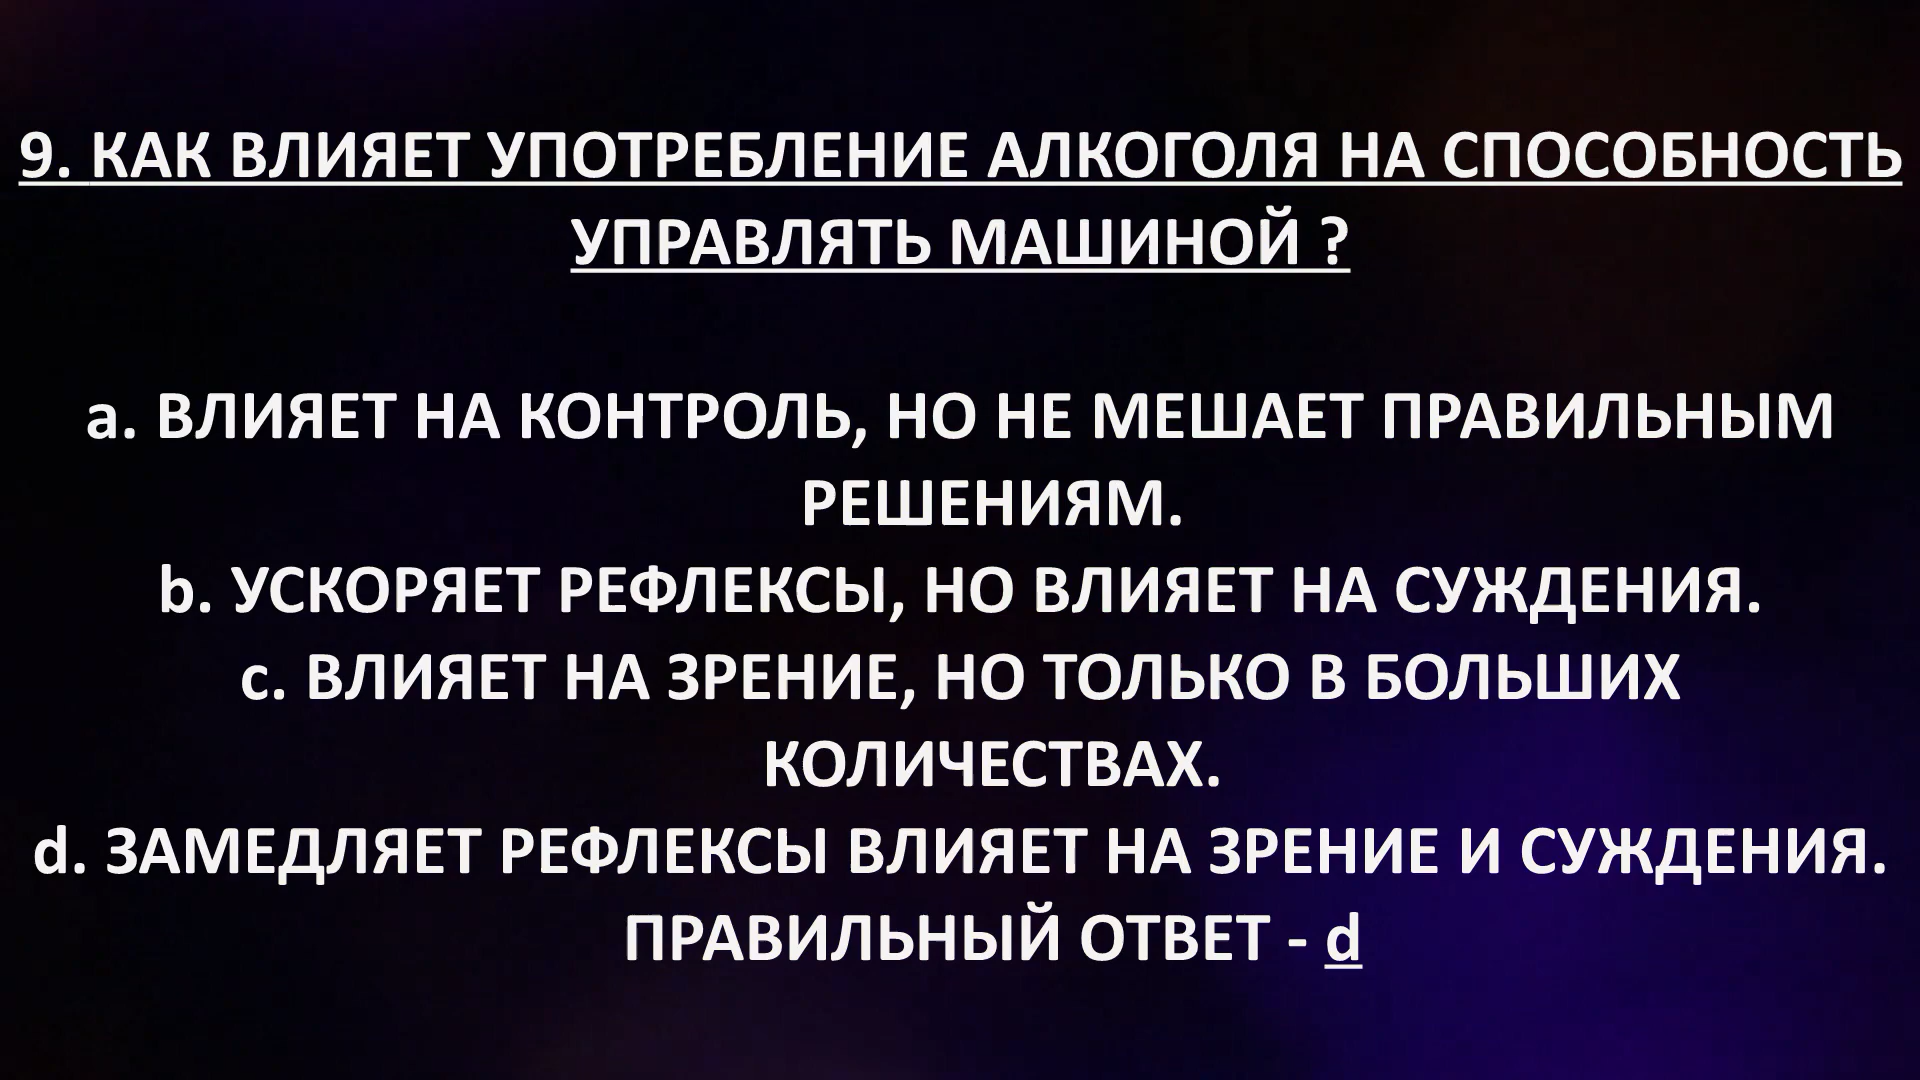 9. КАК ВЛИЯЕТ УПОТРЕБЛЕНИЕ АЛКОГОЛЯ НА СПОСОБНОСТЬ
УПРАВЛЯТЬ МАШИНОЙ ?
a. ВЛИЯЕТ НА КОНТРОЛЬ, НО НЕ МЕШАЕТ ПРАВИЛЬНЫМ
РЕШЕНИЯМ.
b. УСКОРЯЕТ РЕФЛЕКСЫ, НО ВЛИЯЕТ НА СУЖДЕНИЯ.
c. ВЛИЯЕТ НА ЗРЕНИЕ, НО ТОЛЬКО В БОЛЬШИХ
КОЛИЧЕСТВАХ.
d. ЗАМЕДЛЯЕТ РЕФЛЕКСЫ ВЛИЯЕТ НА ЗРЕНИЕ И СУЖДЕНИЯ.
ПРАВИЛЬНЫЙ ОТВЕТ - d